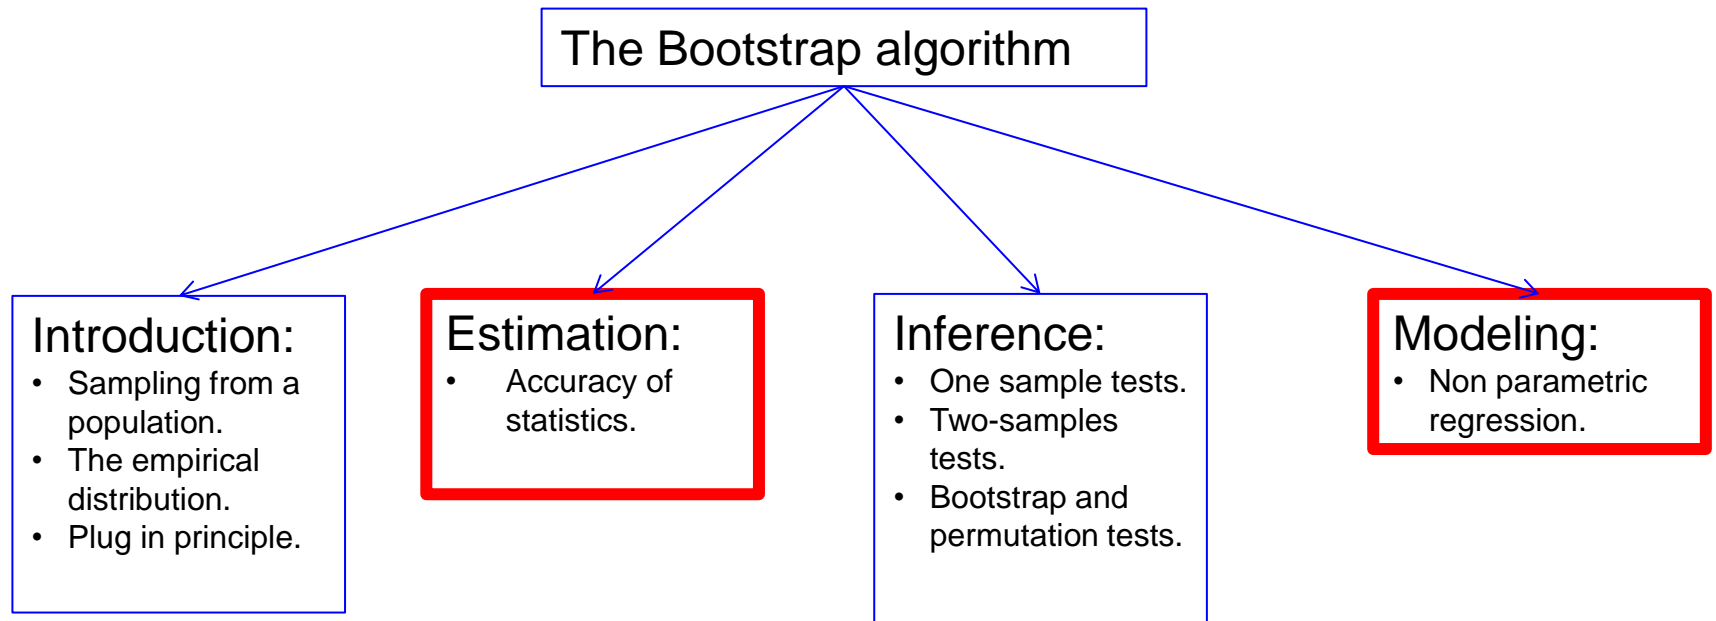 The Bootstrap algorithm
Introduction:
• Sampling from a
population.
• The empirical
distribution.
• Plug in principle.
Estimation:
• Accuracy of
statistics.
Inference:
• One sample tests.
• Two-samples
tests.
• Bootstrap and
permutation tests.
Modeling:
• Non parametric
regression.